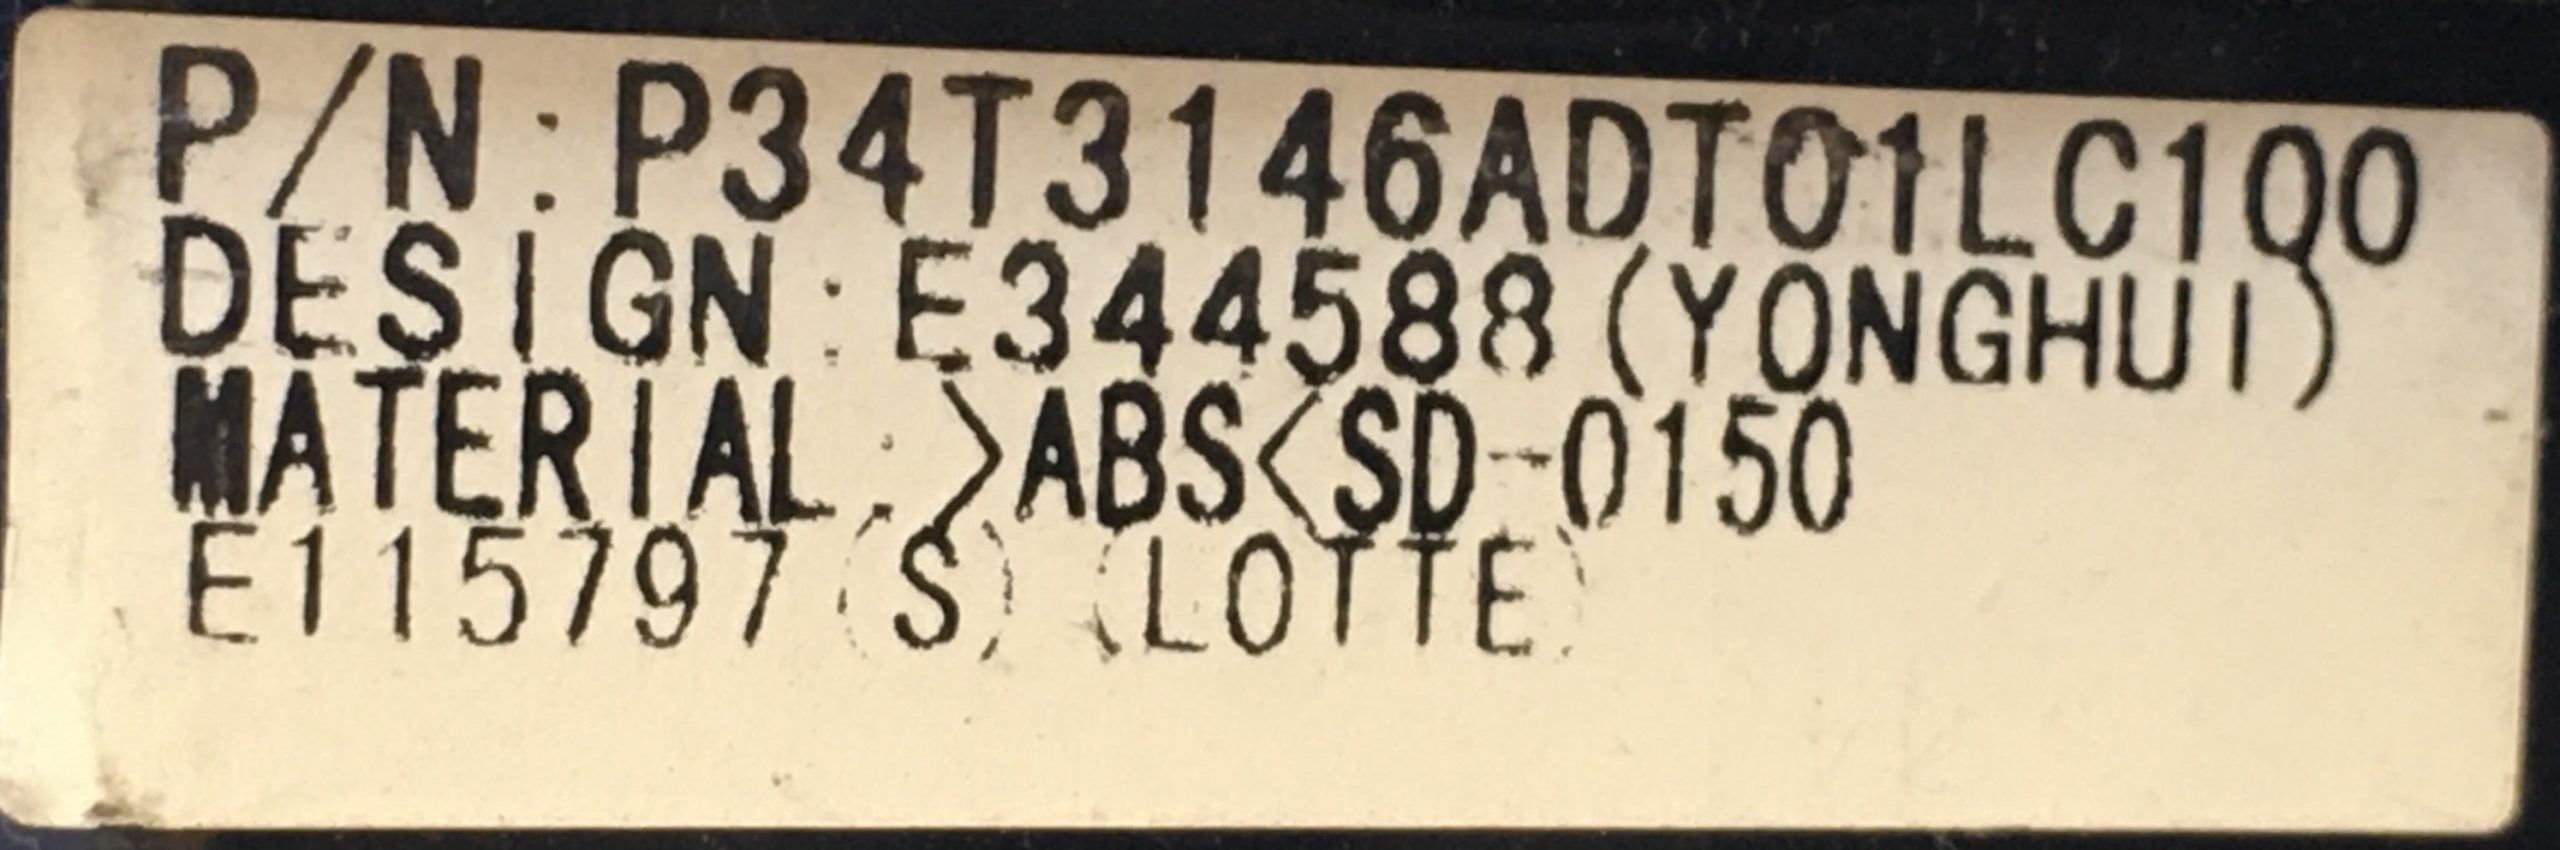 P/N:P34T3146ADT01LC100
DESIGN:E344588(YONGHUI)
MATERIAL:>ABS<SD-0150
E115797(S)(LOTTE)